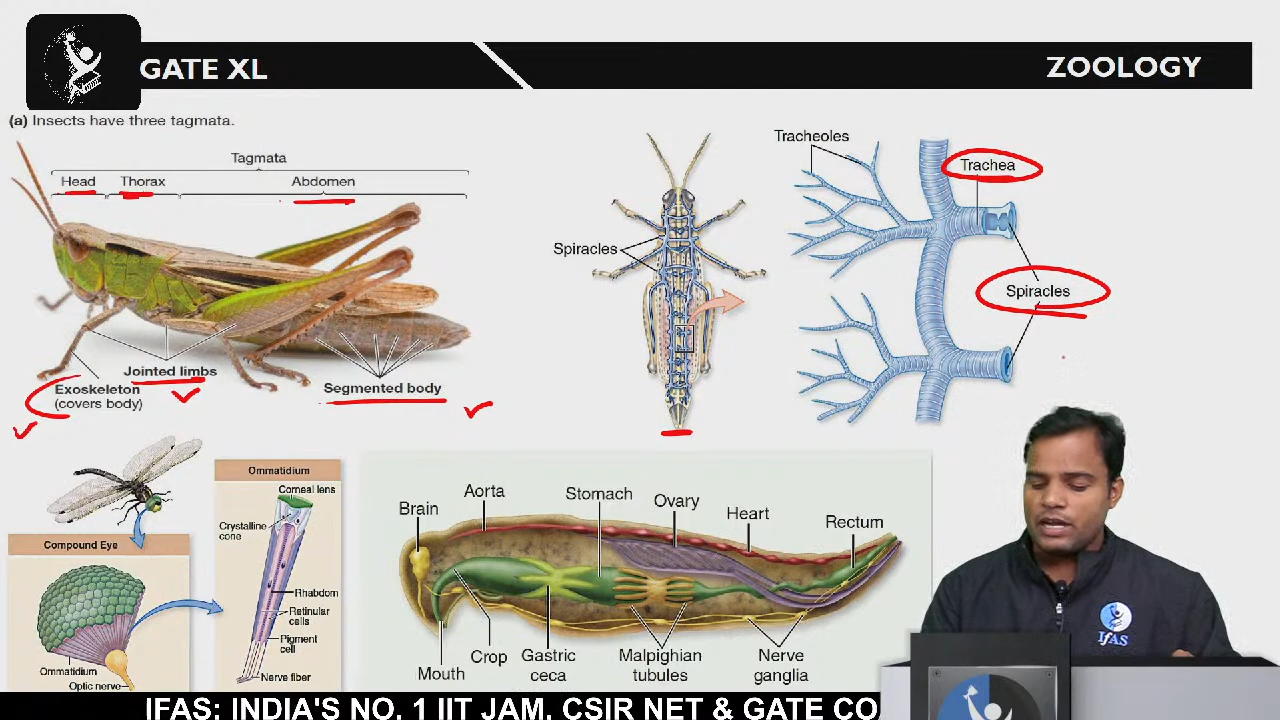 GATE XL
ZOOLOGY
(a) Insects have three tagmata.
Tagmata
Head
Thorax
Abdomen
Jointed limbs
Exoskeleton
(covers body)
Segmented body
Spiracles
Tracheoles
Trachea
Spiracles
Compound Eye
Ommatidium
Optic nerve
Ommatidium
Corneal lens
Crystalline
cone
Rhabdom
Retinular
cells
Pigment
cell
Nerve fiber
Brain
Aorta
Stomach
Ovary
Heart
Rectum
Mouth
Crop
Gastric
ceca
Malpighian
tubules
Nerve
ganglia
IFAS
IFAS: INDIA'S NO. 1 IIT JAM, CSIR NET & GATE CO